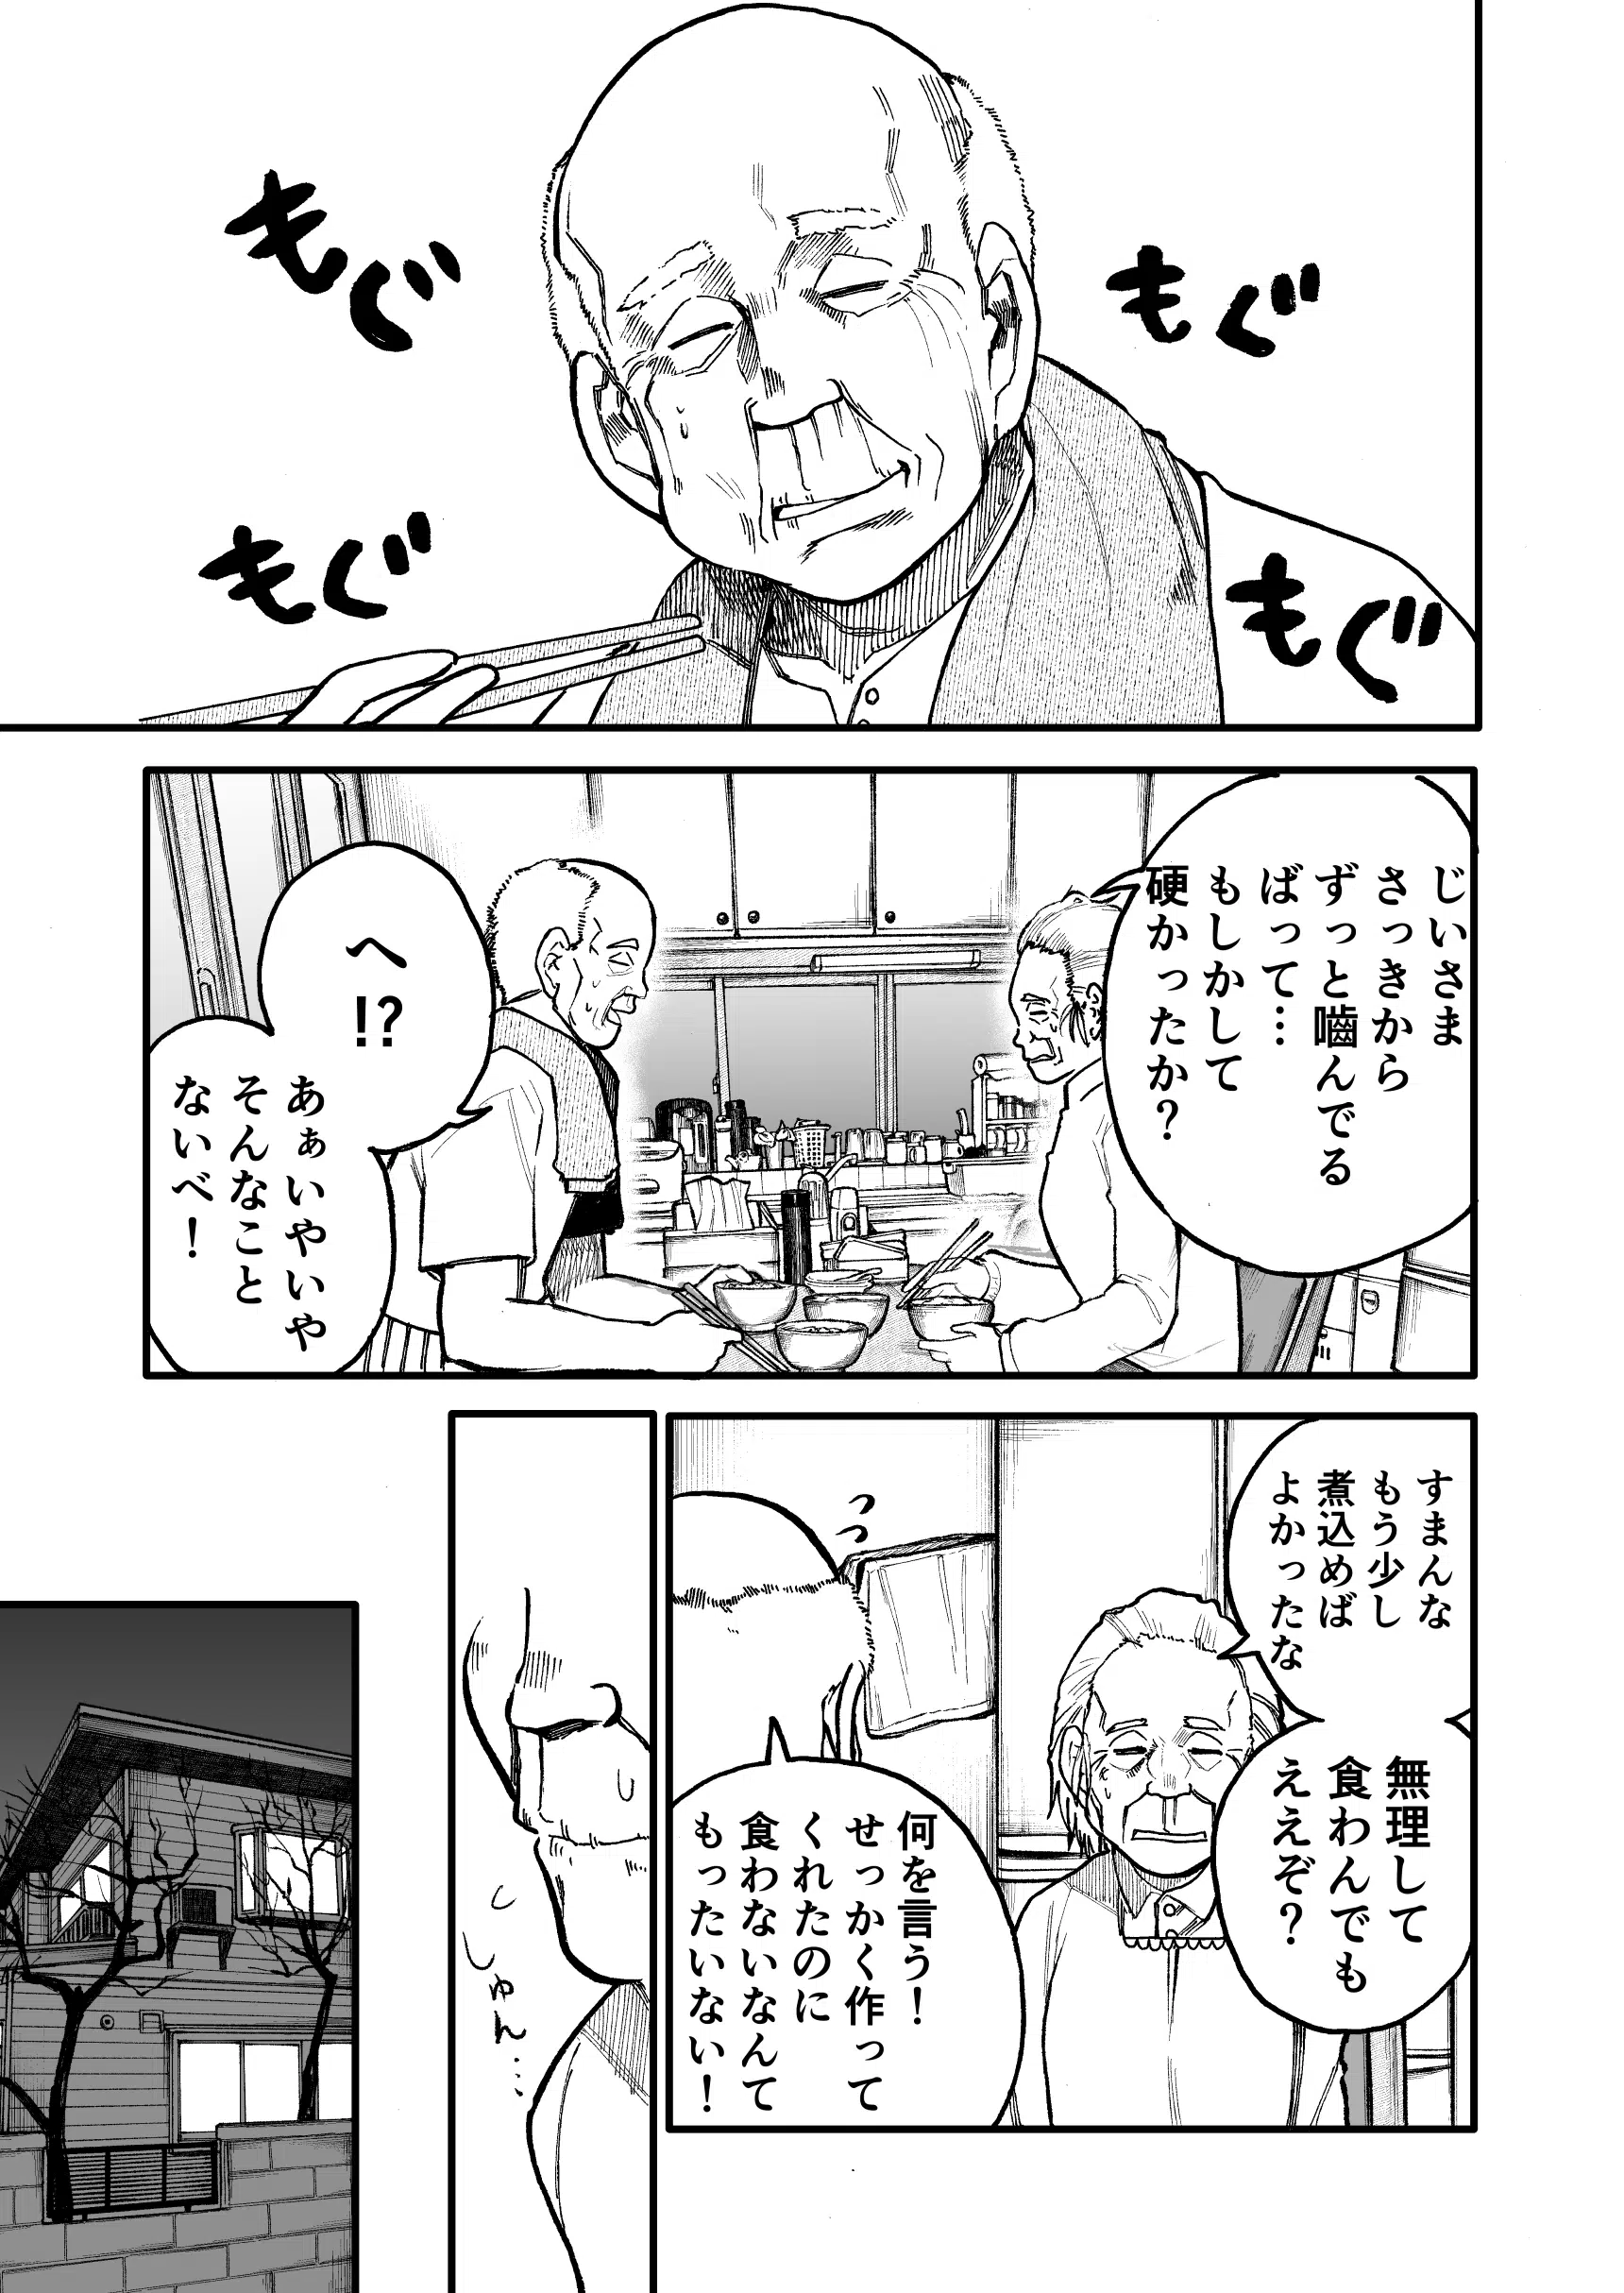 もぐ
もぐ
もぐ
もぐ
じいさま
さっきから
ずっと噛んでる
ばって…
もしかして
硬かったか？
へ
!?
あぁいやいや
そんなこと
ないべ！
すまんな
もう少し
煮込めば
よかったな
無理して
食わんでも
ええぞ？
何を言う！
せっかく作って
くれたのに
食わないなんて
もったいない！
しゅん…